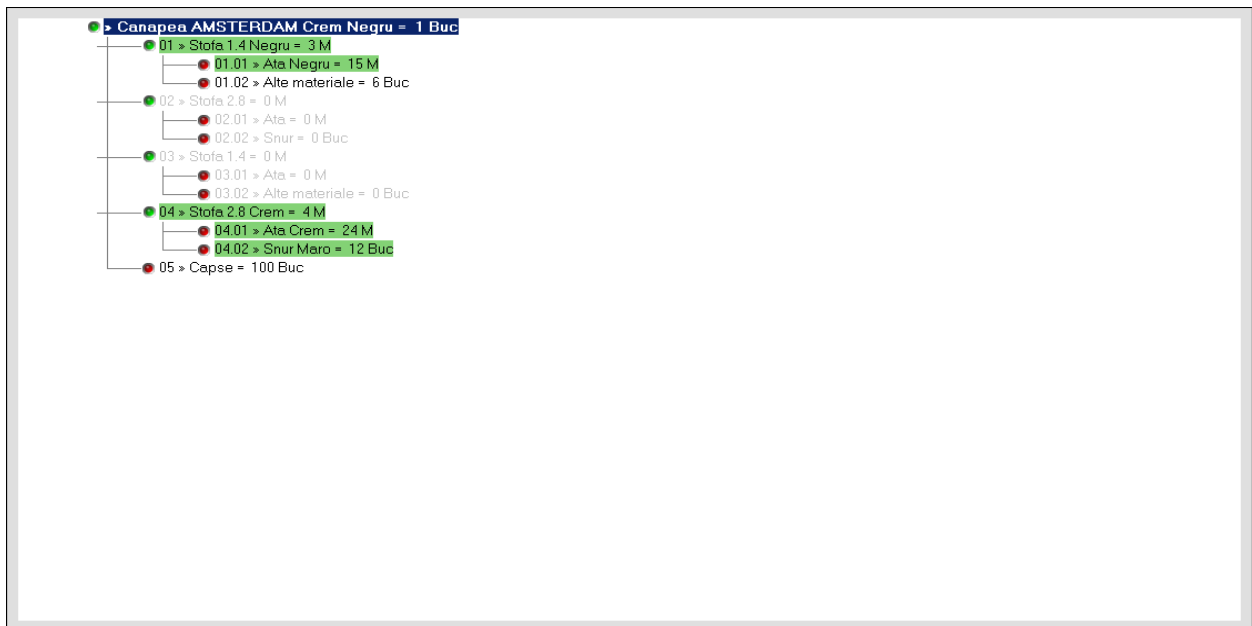 » Canapea AMSTERDAM Crem Negru = 1 Buc
01 » Stofa 1.4 Negru = 3 M
01.01 » Ata Negru = 15 M
01.02 » Alte materiale = 6 Buc
02 » Stofa 2.8 = 0 M
02.01 » Ata = 0 M
02.02 » Snur = 0 Buc
03 » Stofa 1.4 = 0 M
03.01 » Ata = 0 M
03.02 » Alte materiale = 0 Buc
04 » Stofa 2.8 Crem = 4 M
04.01 » Ata Crem = 24 M
04.02 » Snur Maro = 12 Buc
05 » Capse = 100 Buc